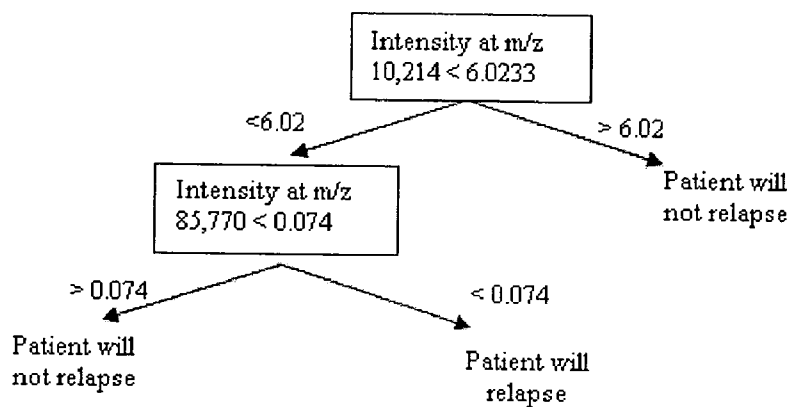 Intensity at m/z
10,214 < 6.0233
<6.02
> 6.02
Patient will
not relapse
Intensity at m/z
85,770 < 0.074
> 0.074
< 0.074
Patient will
not relapse
Patient will
relapse